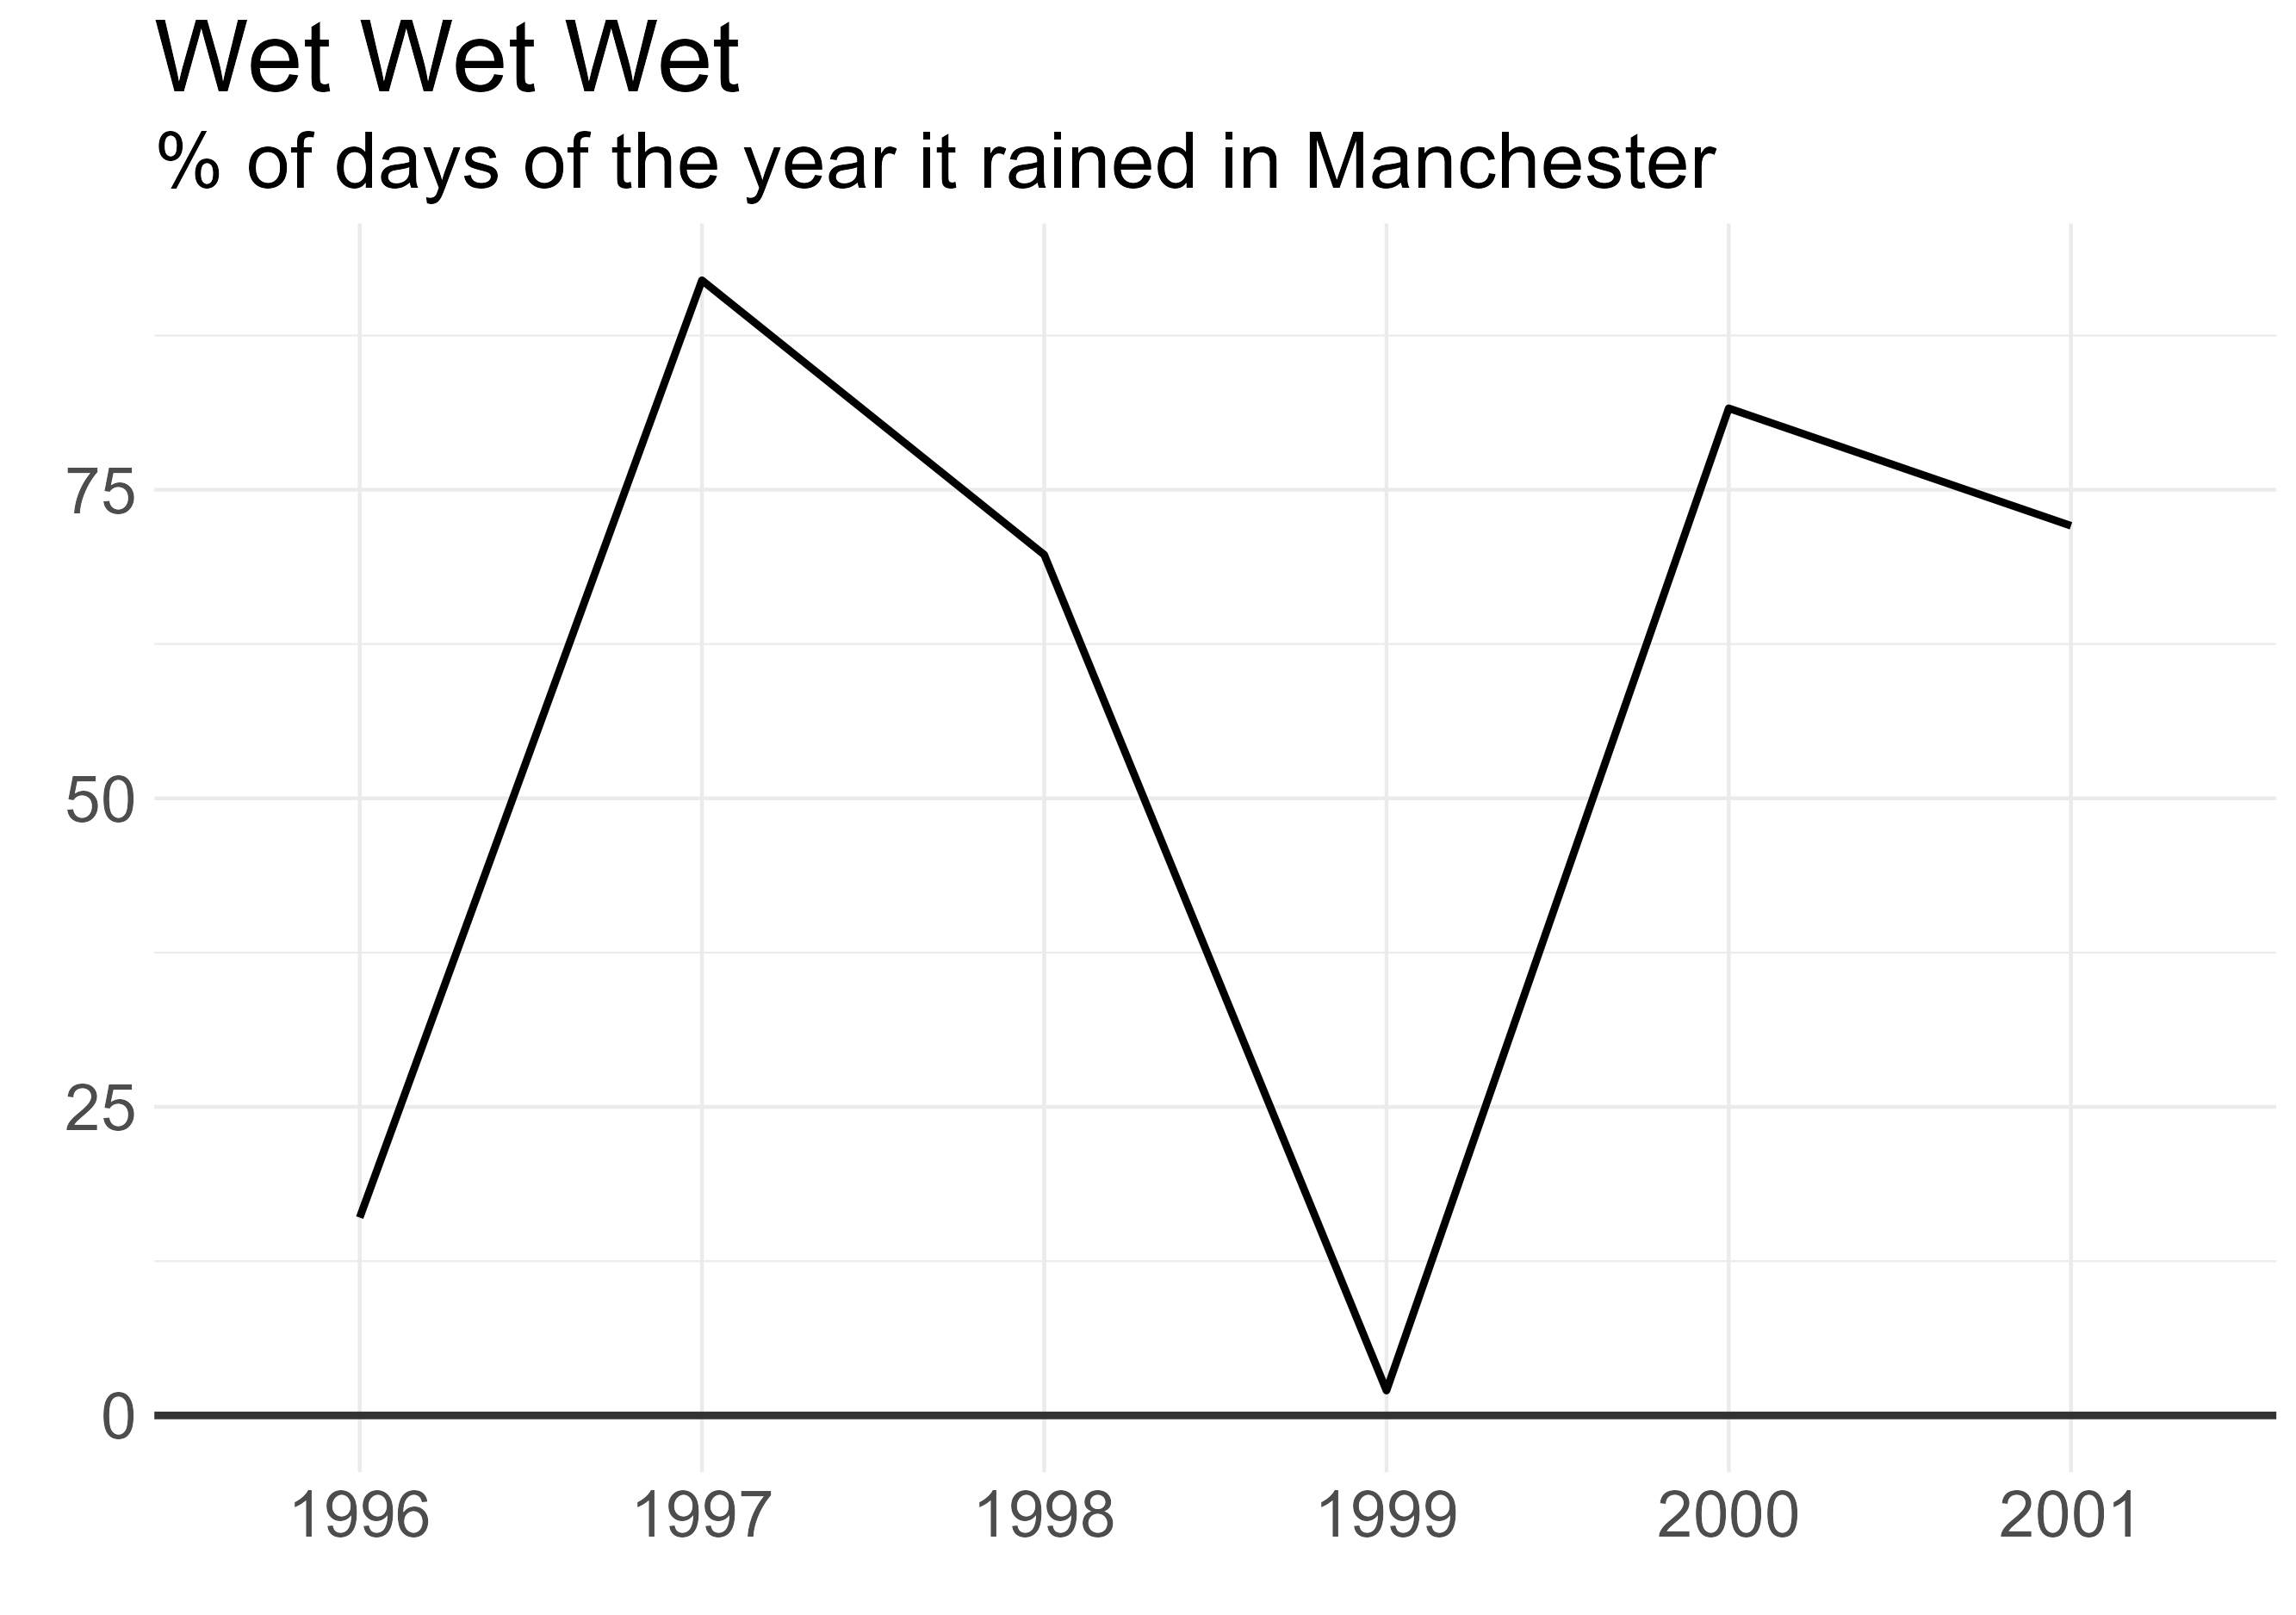 Wet Wet Wet
% of days of the year it rained in Manchester
75
50
25
0
1996 1997 1998 1999 2000 2001